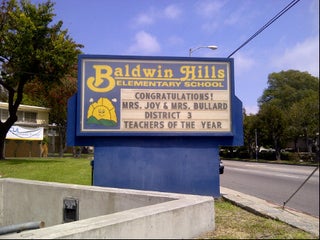 Baldwin Hills
ELEMENTARY SCHOOL
CONGRATULATIONS!
MRS. JOY & MRS. BULLARD
DISTRICT 3
TEACHERS OF THE YEAR